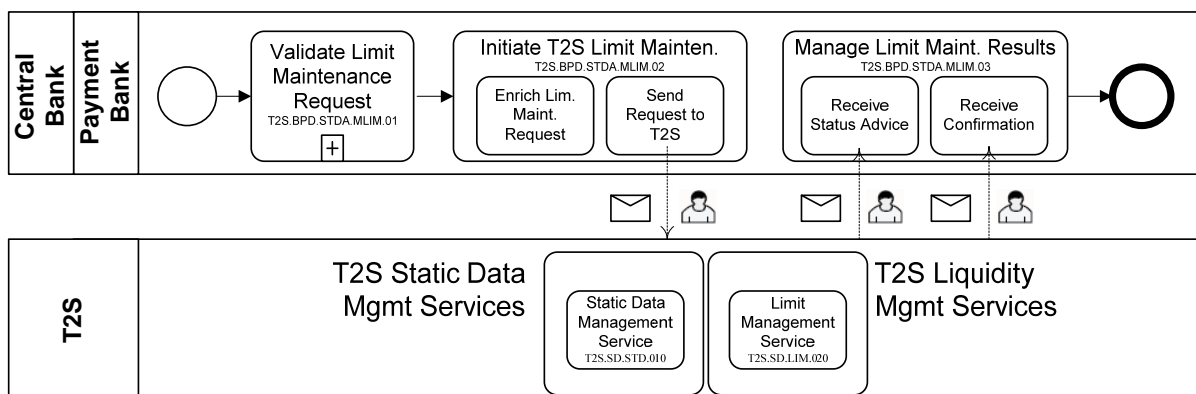 Central
Bank
Payment
Bank
Validate Limit
Maintenance
Request
T2S.BPD.STDA.MLIM.01
+
Initiate T2S Limit Mainten.
T2S.BPD.STDA.MLIM.02
Enrich Lim.
Maint.
Request
Send
Request to
T2S
Manage Limit Maint. Results
T2S.BPD.STDA.MLIM.03
Receive
Status Advice
Receive
Confirmation
T2S
T2S Static Data
Mgmt Services
Static Data
Management
Service
T2S.SD.STD.010
Limit
Management
Service
T2S.SD.LIM.020
T2S Liquidity
Mgmt Services